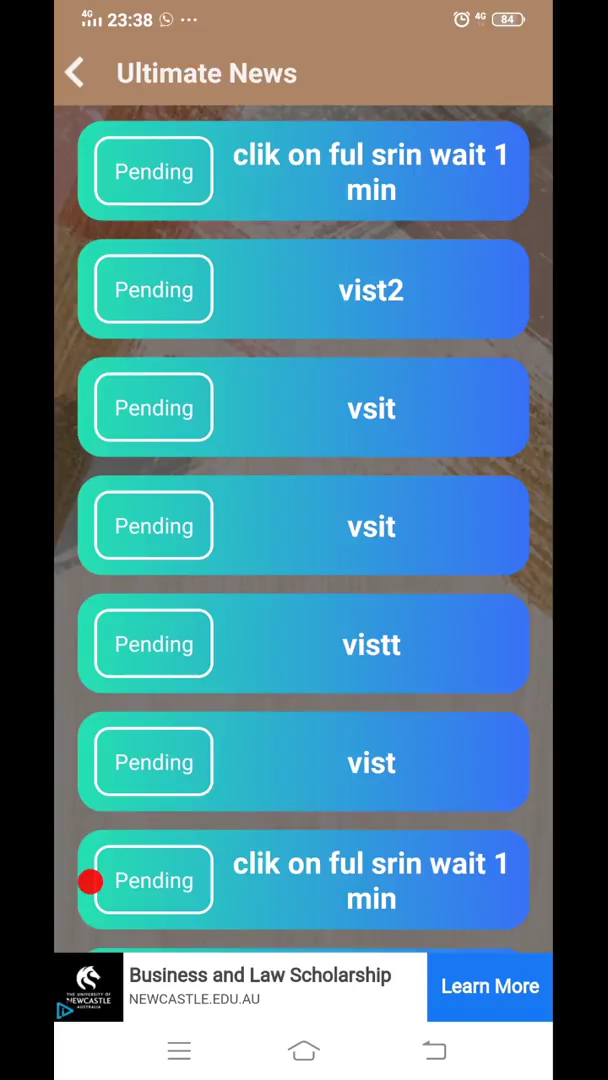 4G 23:38 ... 4G 84
Ultimate News
Pending
clik on ful srin wait 1
min
Pending
vist2
Pending
vsit
Pending
vsit
Pending
vistt
Pending
vist
Pending
clik on ful srin wait 1
min
THE UNIVERSITY OF
NEWCASTLE
AUSTRALIA
Business and Law Scholarship
NEWCASTLE.EDU.AU
Learn More